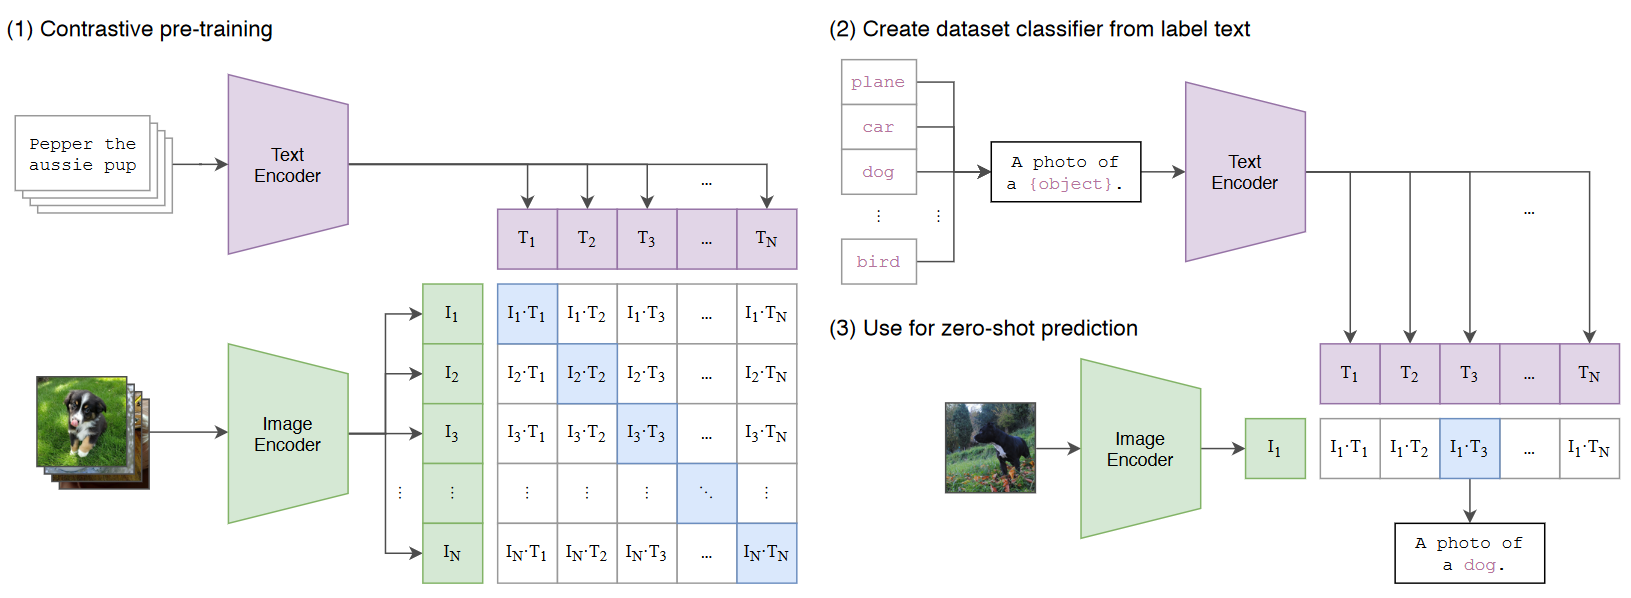 (1) Contrastive pre-training
Pepper the
aussie pup
Text
Encoder
...
T1 T2 T3 ... TN
Image
Encoder
I1 I1·T1 I1·T2 I1·T3 ... I1·TN
I2 I2·T1 I2·T2 I2·T3 ... I2·TN
I3 I3·T1 I3·T2 I3·T3 ... I3·TN
⋮ ⋮ ⋮ ⋮ ⋮ ⋱ ⋮
IN IN·T1 IN·T2 IN·T3 ... IN·TN
(2) Create dataset classifier from label text
plane
car
dog
⋮ ⋮
bird
A photo of
a {object}.
Text
Encoder
...
(3) Use for zero-shot prediction
T1 T2 T3 ... TN
Image
Encoder
I1 I1·T1 I1·T2 I1·T3 ... I1·TN
A photo of
a dog.